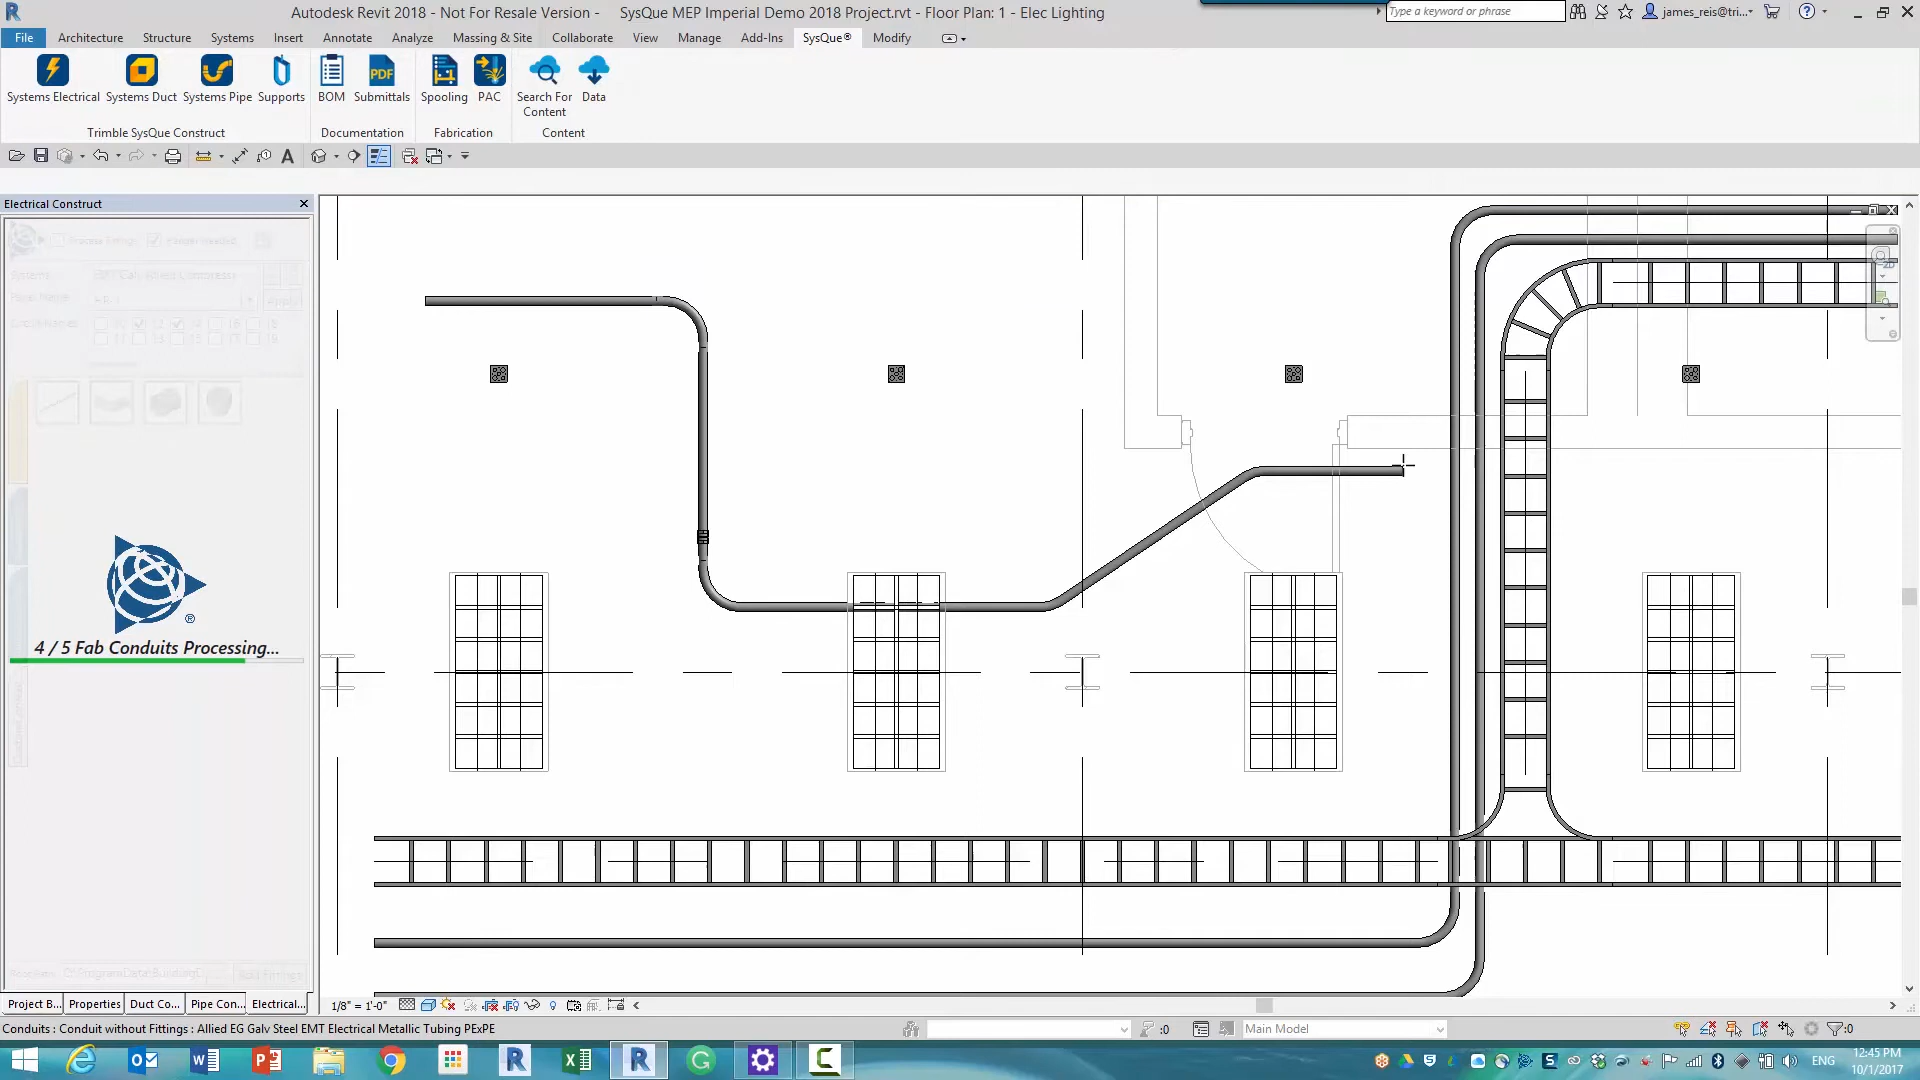 Autodesk Revit 2018 - Not For Resale Version - SysQue MEP Imperial Demo 2018 Project.rvt - Floor Plan: 1 - Elec Lighting
Type a keyword or phrase
james_reis@tri...
File Architecture Structure Systems Insert Annotate Analyze Massing & Site Collaborate View Manage Add-Ins SysQue® Modify
Systems Electrical Systems Duct Systems Pipe Supports BOM Submittals Spooling PAC Search For Content Data
Trimble SysQue Construct Documentation Fabrication Content
Electrical Construct
4 / 5 Fab Conduits Processing...
Project B... Properties Duct Co... Pipe Con... Electrical...
1/8" = 1'-0"
Conduits : Conduit without Fittings : Allied EG Galv Steel EMT Electrical Metallic Tubing PExPE
:0
Main Model
:0
ENG
12:45 PM
10/1/2017